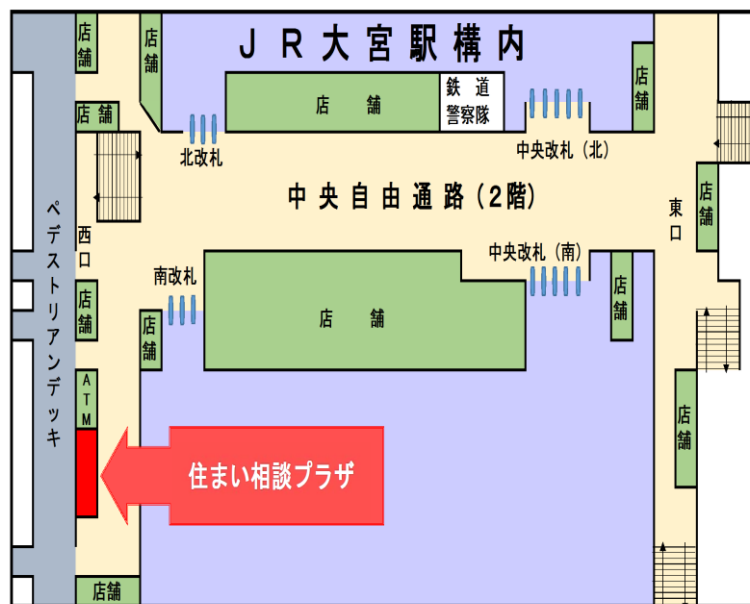 JR大宮駅構内
店舗
店舗
店舗
店舗
鉄道
警察隊
店舗
北改札
中央改札(北)
中央自由通路(2階)
店舗
東口
西口
ペデストリアンデッキ
南改札
中央改札(南)
店舗
店舗
店舗
店舗
ATM
店舗
住まい相談プラザ
店舗